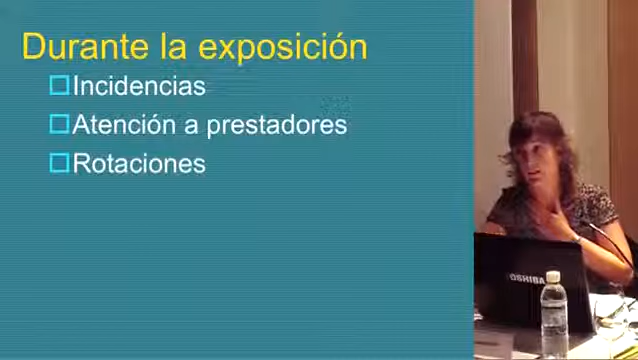 Durante la exposición
Incidencias
Atención a prestadores
Rotaciones
TOSHIBA